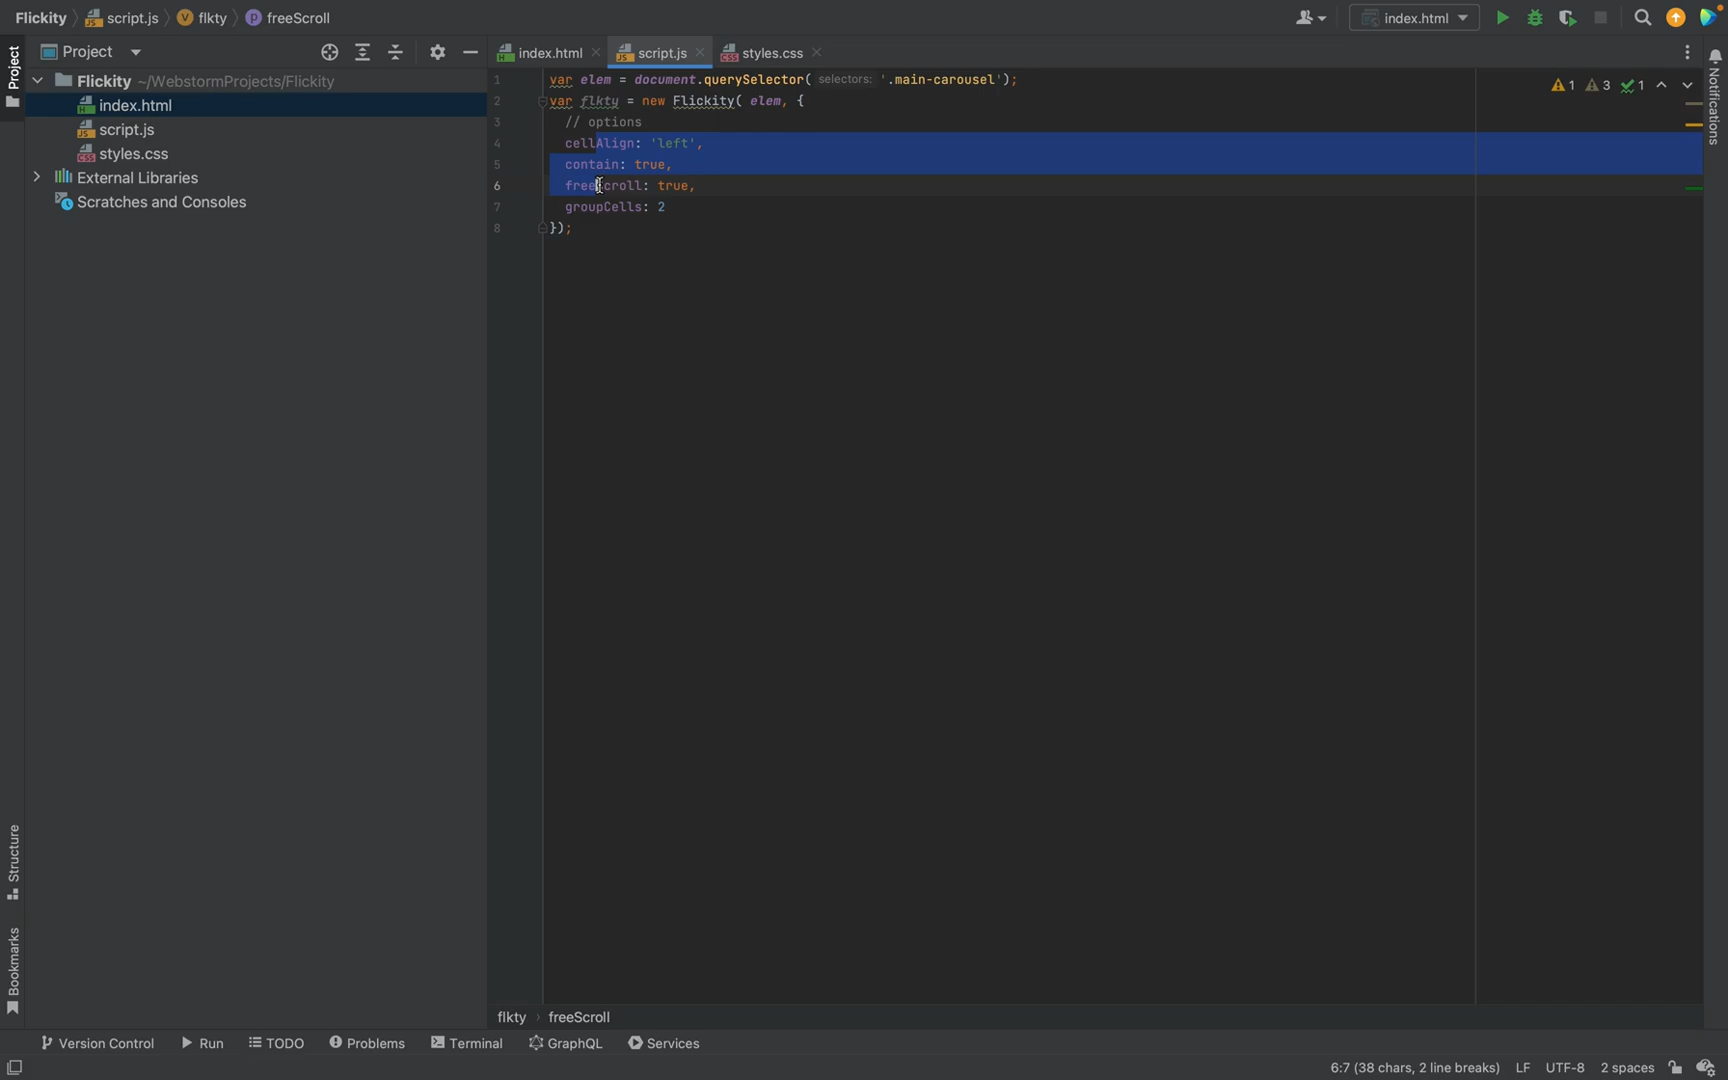 Flickity script.js flkty freeScroll index.html
Project
index.html script.js styles.css
Project
Notifications
Flickity ~/WebstormProjects/Flickity
index.html
script.js
styles.css
External Libraries
Scratches and Consoles
1 var elem = document.querySelector( selectors: '.main-carousel');
2 var flkty = new Flickity( elem, {
3 // options
4 cellAlign: 'left',
5 contain: true,
6 freeScroll: true,
7 groupCells: 2
8 });
1 3 1
Structure
Bookmarks
flkty freeScroll
Version Control Run TODO Problems Terminal GraphQL Services
6:7 (38 chars, 2 line breaks) LF UTF-8 2 spaces